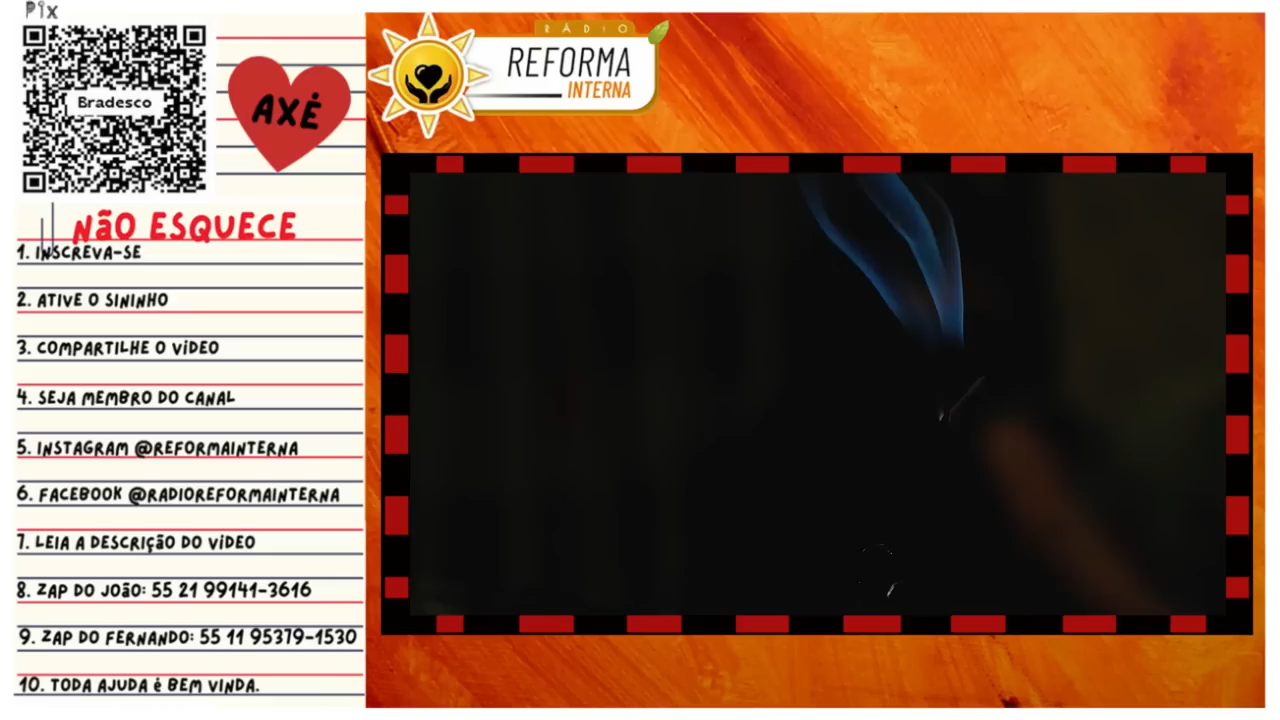 Pix
Bradesco
AXÉ
NÃO ESQUECE
1. INSCREVA-SE
2. ATIVE O SININHO
3. COMPARTILHE O VÍDEO
4. SEJA MEMBRO DO CANAL
5. INSTAGRAM @REFORMAINTERNA
6. FACEBOOK @RADIOREFORMAINTERNA
7. LEIA A DESCRIÇÃO DO VÍDEO
8. ZAP DO JOÃO: 55 21 99141-3616
9. ZAP DO FERNANDO: 55 11 95379-1530
10. TODA AJUDA É BEM VINDA.
RÁDIO
REFORMA
INTERNA